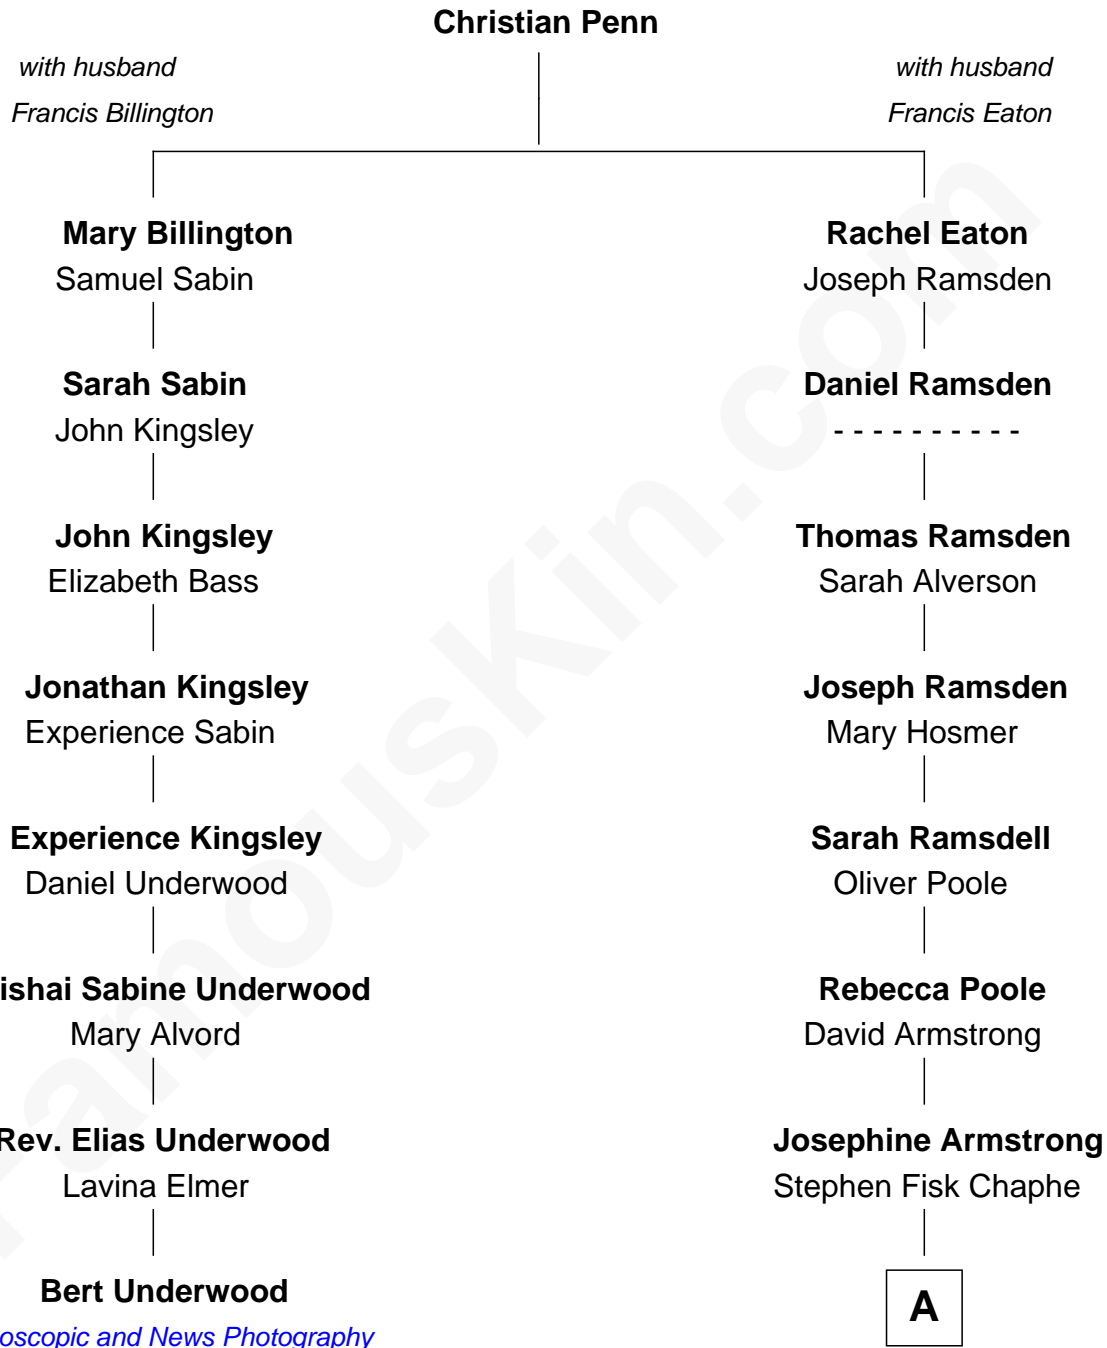 Christian Penn
with husband
Francis Billington
with husband
Francis Eaton
Mary Billington
Samuel Sabin
Rachel Eaton
Joseph Ramsden
Sarah Sabin
John Kingsley
Daniel Ramsden
- - - - - - - - - -
John Kingsley
Elizabeth Bass
Thomas Ramsden
Sarah Alverson
Jonathan Kingsley
Experience Sabin
Joseph Ramsden
Mary Hosmer
Experience Kingsley
Daniel Underwood
Sarah Ramsdell
Oliver Poole
ishai Sabine Underwood
Mary Alvord
Rebecca Poole
David Armstrong
Rev. Elias Underwood
Lavina Elmer
Josephine Armstrong
Stephen Fisk Chaphe
Bert Underwood
oscopic and News Photography
A
FamousKin.com